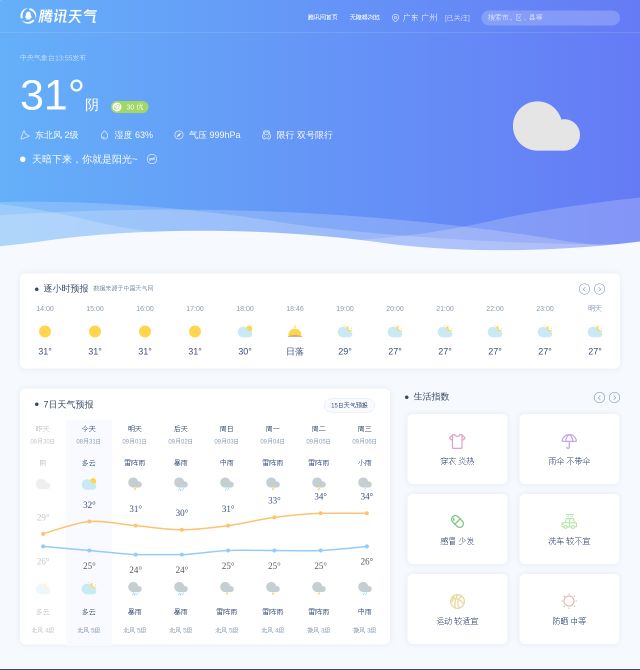 腾讯天气
腾讯网首页 无障碍浏览 广东 广州 [已关注] 搜索市、区、县等
中央气象台13:55发布
31° 阴 30 优
东北风 2级 湿度 63% 气压 999hPa 限行 双号限行
天暗下来，你就是阳光~
逐小时预报 数据来源于中国天气网
14:00 15:00 16:00 17:00 18:00 18:46 19:00 20:00 21:00 22:00 23:00 明天
31° 31° 31° 31° 30° 日落 29° 27° 27° 27° 27° 27°
7日天气预报 15日天气预报
昨天 今天 明天 后天 周日 周一 周二 周三
08月30日 08月31日 09月01日 09月02日 09月03日 09月04日 09月05日 09月06日
阴 多云 雷阵雨 暴雨 中雨 雷阵雨 雷阵雨 小雨
29° 32° 31° 30° 31° 33° 34° 34°
26° 25° 24° 24° 25° 25° 25° 26°
多云 多云 暴雨 暴雨 雷阵雨 雷阵雨 雷阵雨 中雨
北风 4级 北风 5级 北风 5级 北风 5级 北风 5级 北风 4级 微风 3级 微风 3级
生活指数
穿衣 炎热 雨伞 不带伞
感冒 少发 洗车 较不宜
运动 较适宜 防晒 中等